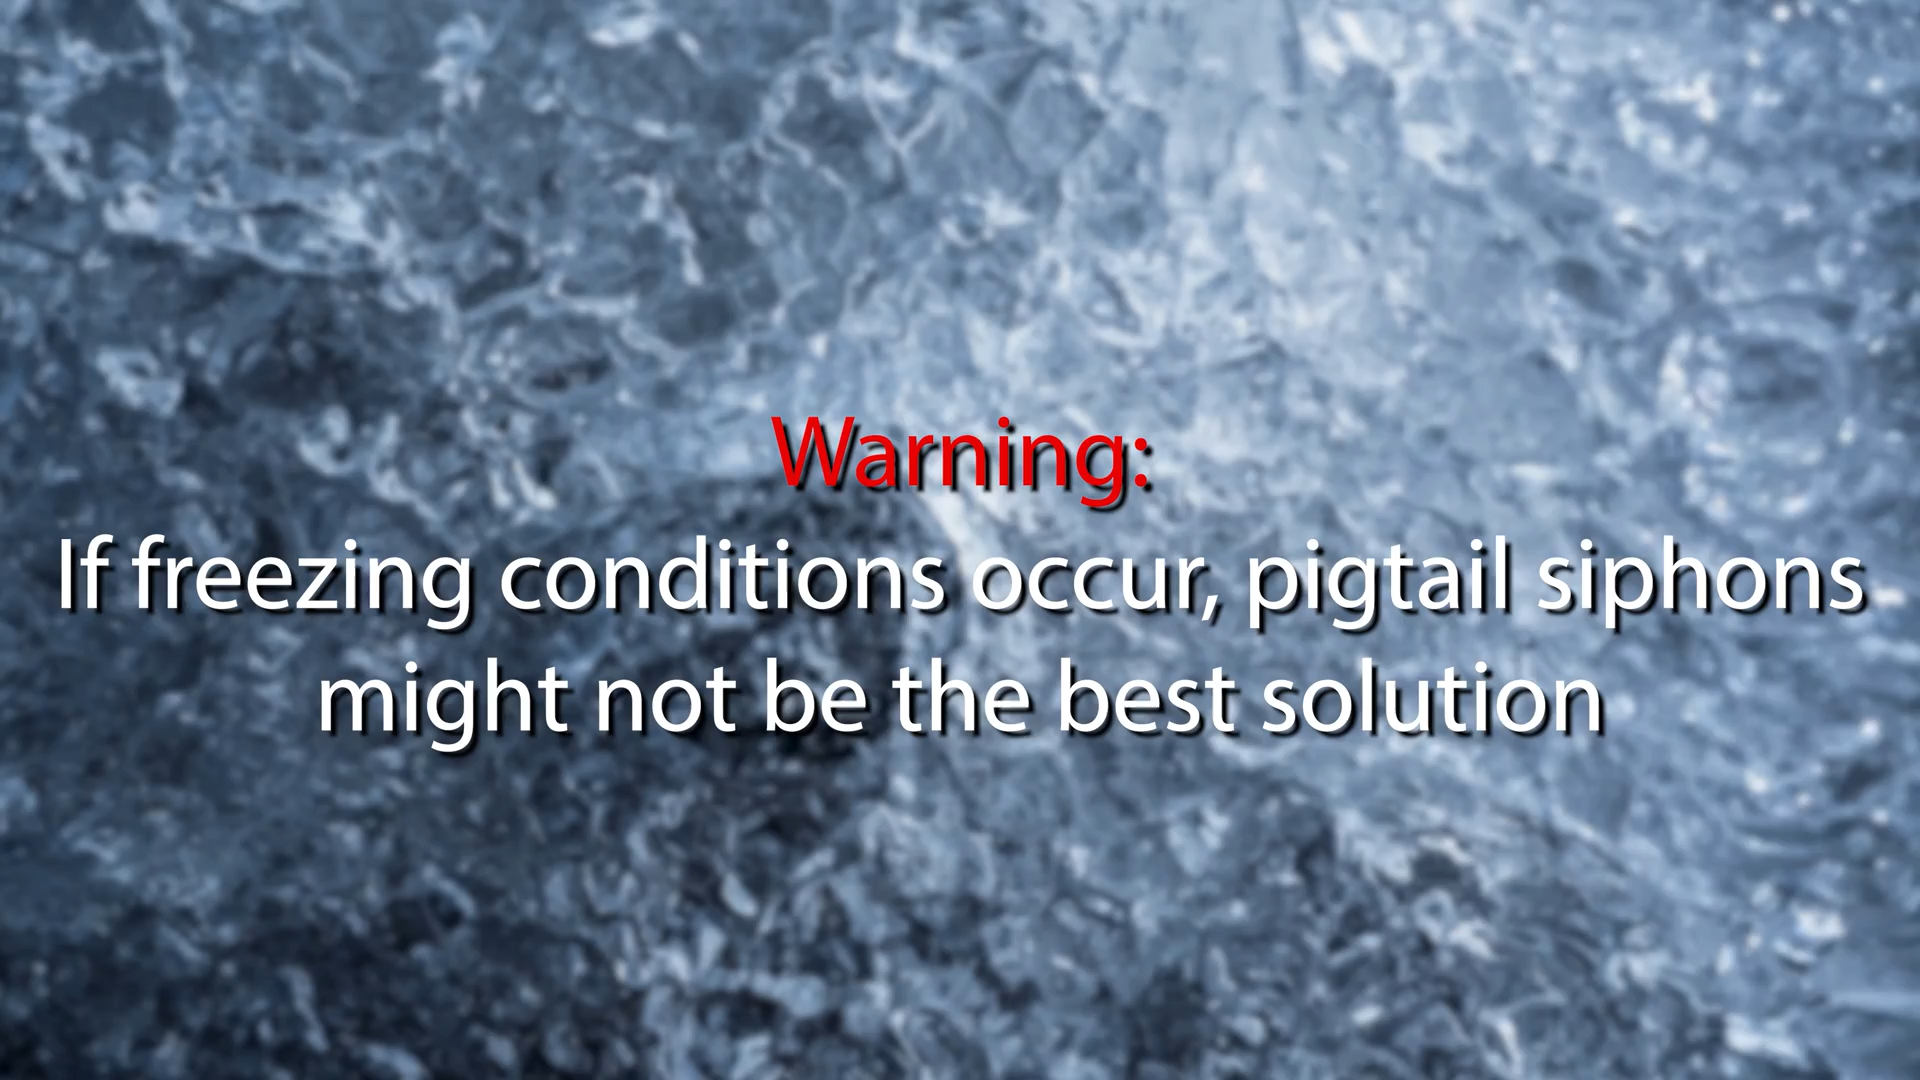 Warning:
If freezing conditions occur, pigtail siphons
might not be the best solution